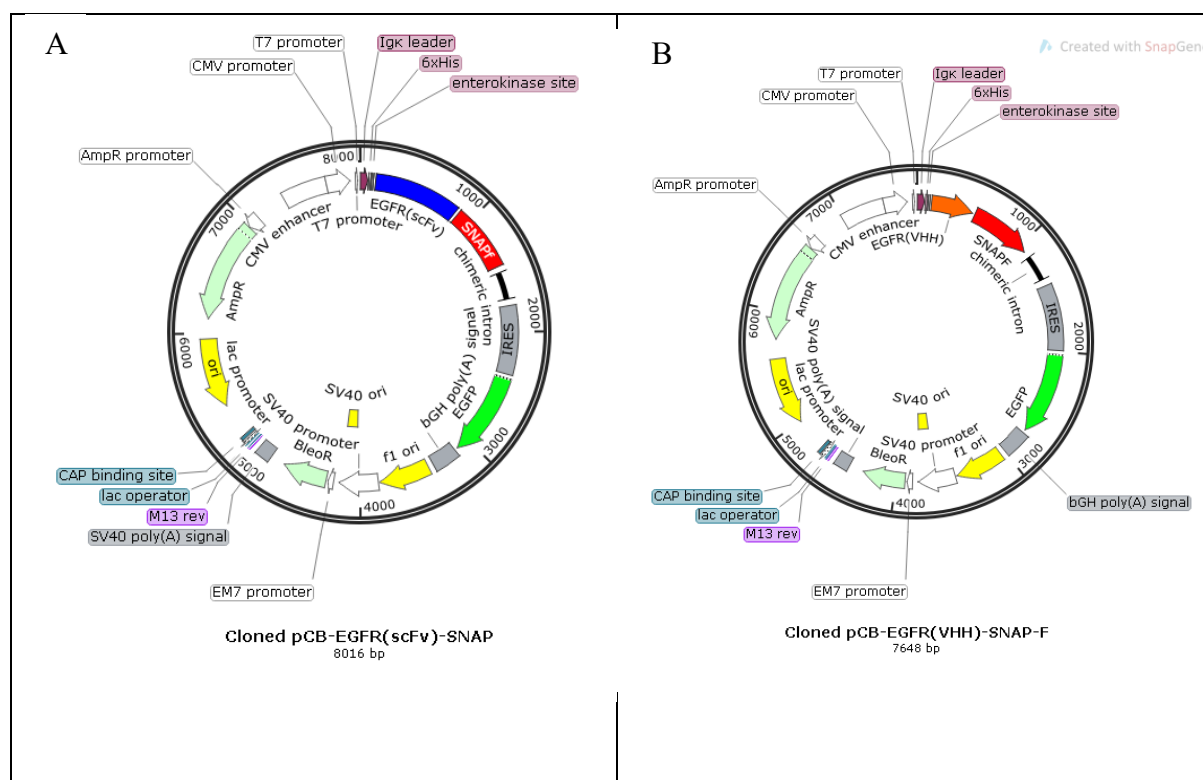 A
T7 promoter
Igκ leader
CMV promoter
6xHis
enterokinase site
AmpR promoter
8000
1000
2000
3000
4000
5000
6000
7000
CMV enhancer
T7 promoter
EGFR(scFv)
SNAPf
chimeric intron
IRES
bGH poly(A) signal
EGFP
f1 ori
SV40 ori
SV40 promoter
BleoR
lac promoter
ori
AmpR
CAP binding site
lac operator
M13 rev
SV40 poly(A) signal
EM7 promoter
Cloned pCB-EGFR(scFv)-SNAP
8016 bp
B
Created with SnapGene
T7 promoter
Igκ leader
CMV promoter
6xHis
enterokinase site
AmpR promoter
1000
2000
3000
4000
5000
6000
7000
CMV enhancer
EGFR(VHH)
SNAPF
chimeric intron
IRES
EGFP
f1 ori
SV40 ori
SV40 promoter
BleoR
SV40 poly(A) signal
lac promoter
ori
AmpR
CAP binding site
lac operator
M13 rev
bGH poly(A) signal
EM7 promoter
Cloned pCB-EGFR(VHH)-SNAP-F
7648 bp